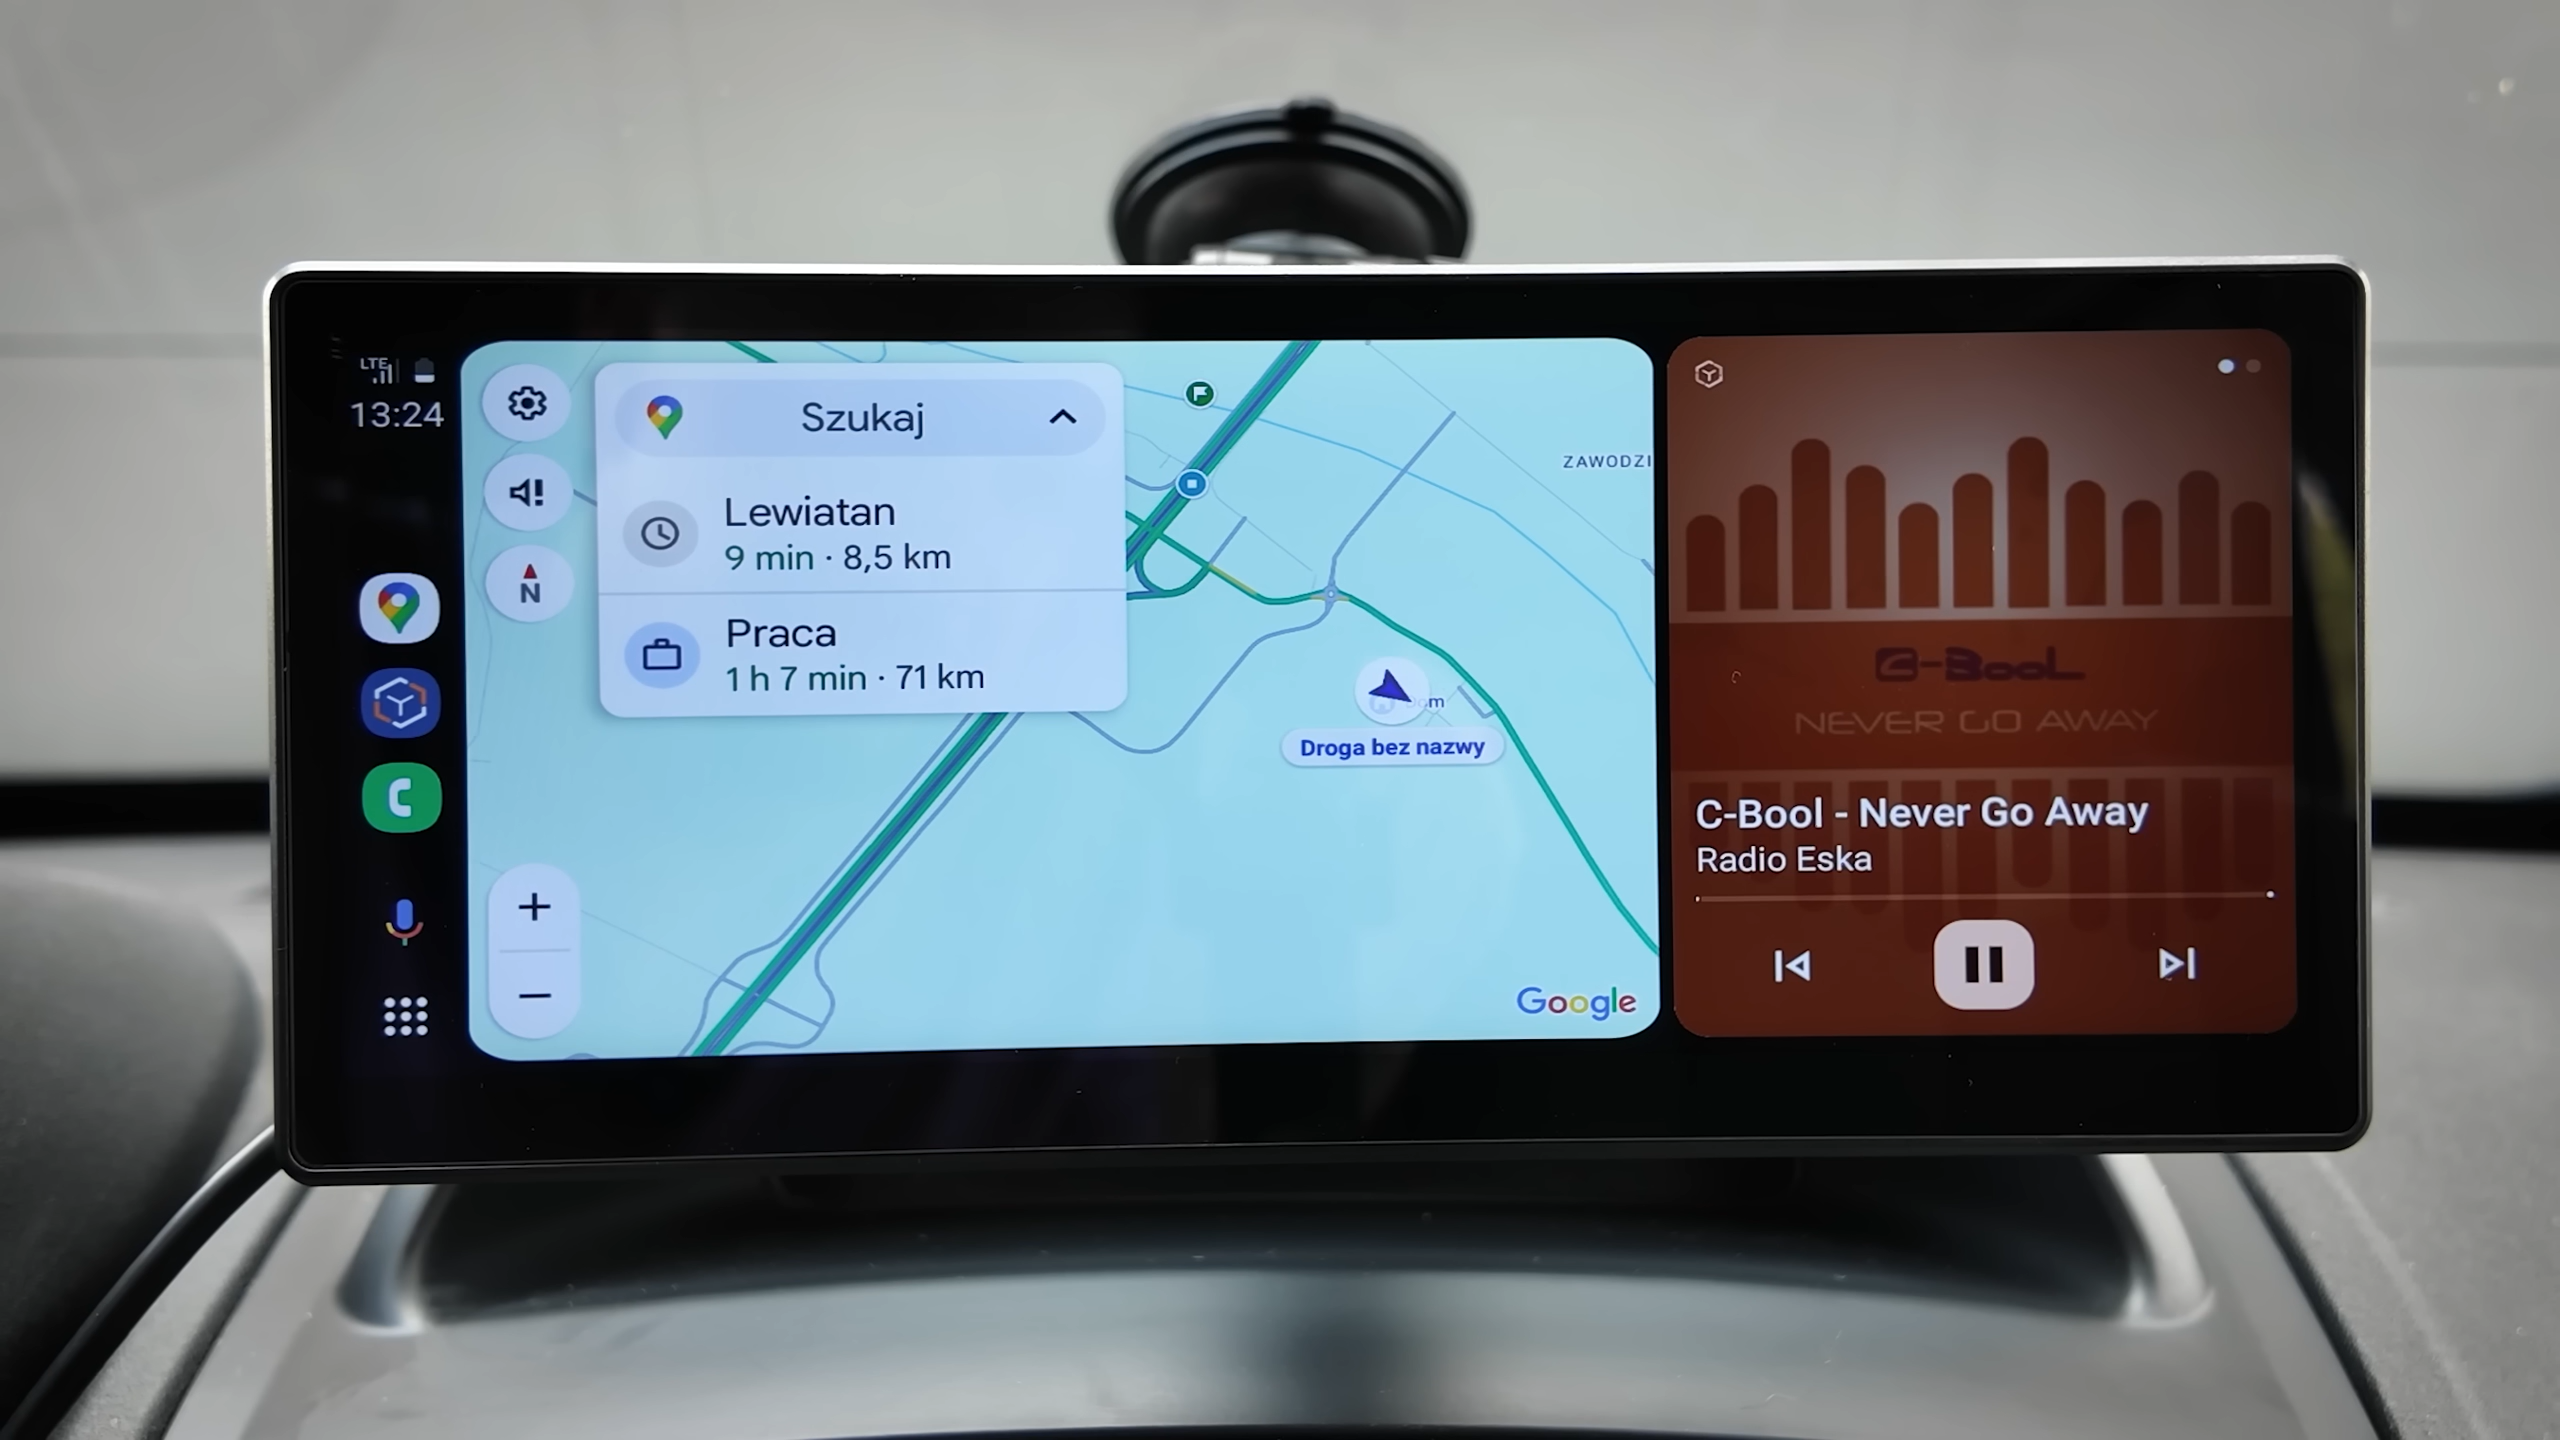 LTE
13:24
Szukaj
Lewiatan
9 min · 8,5 km
Praca
1 h 7 min · 71 km
N
ZAWODZI
Droga bez nazwy
Google
C-BooL
NEVER GO AWAY
C-Bool - Never Go Away
Radio Eska